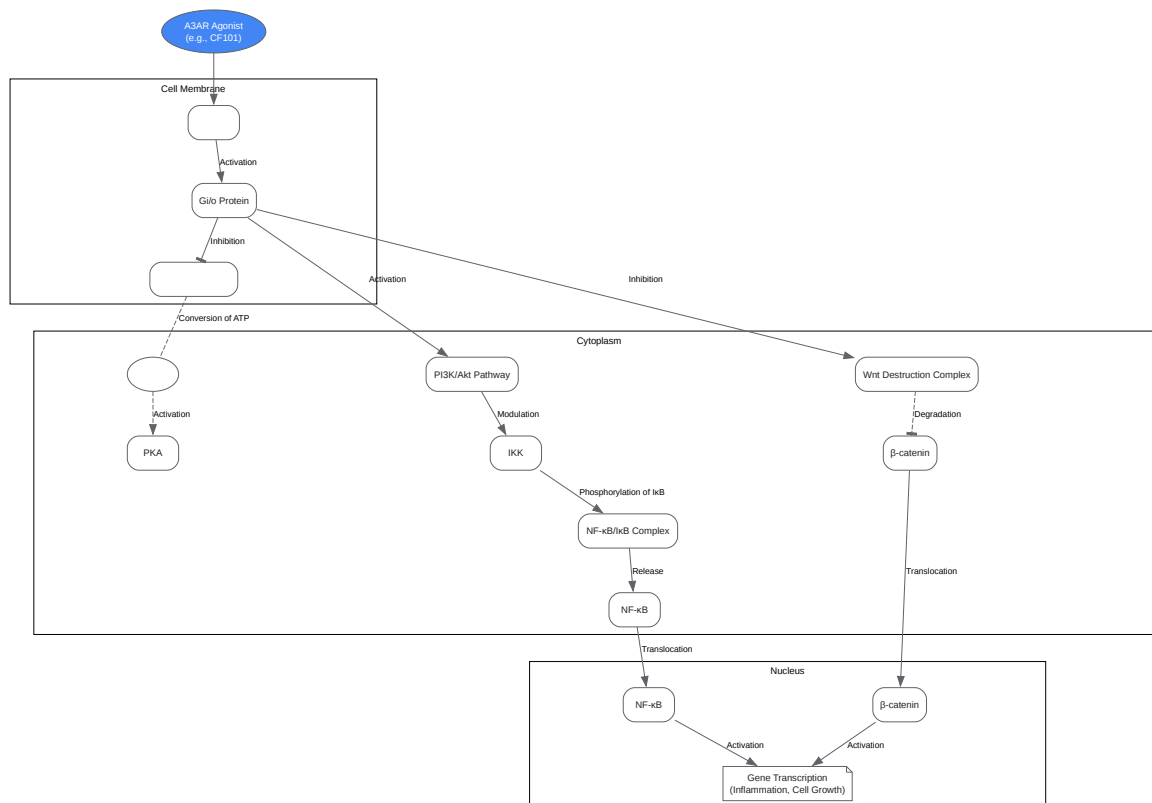 A3AR Agonist
(e.g., CF101)
Cell Membrane
Activation
Gi/o Protein
Inhibition
Activation
Inhibition
Conversion of ATP
Cytoplasm
PI3K/Akt Pathway
Wnt Destruction Complex
Activation
Modulation
Degradation
PKA
IKK
β-catenin
Phosphorylation of IκB
NF-κB/IκB Complex
Release
Translocation
NF-κB
Translocation
Nucleus
NF-κB
β-catenin
Activation
Activation
Gene Transcription
(Inflammation, Cell Growth)